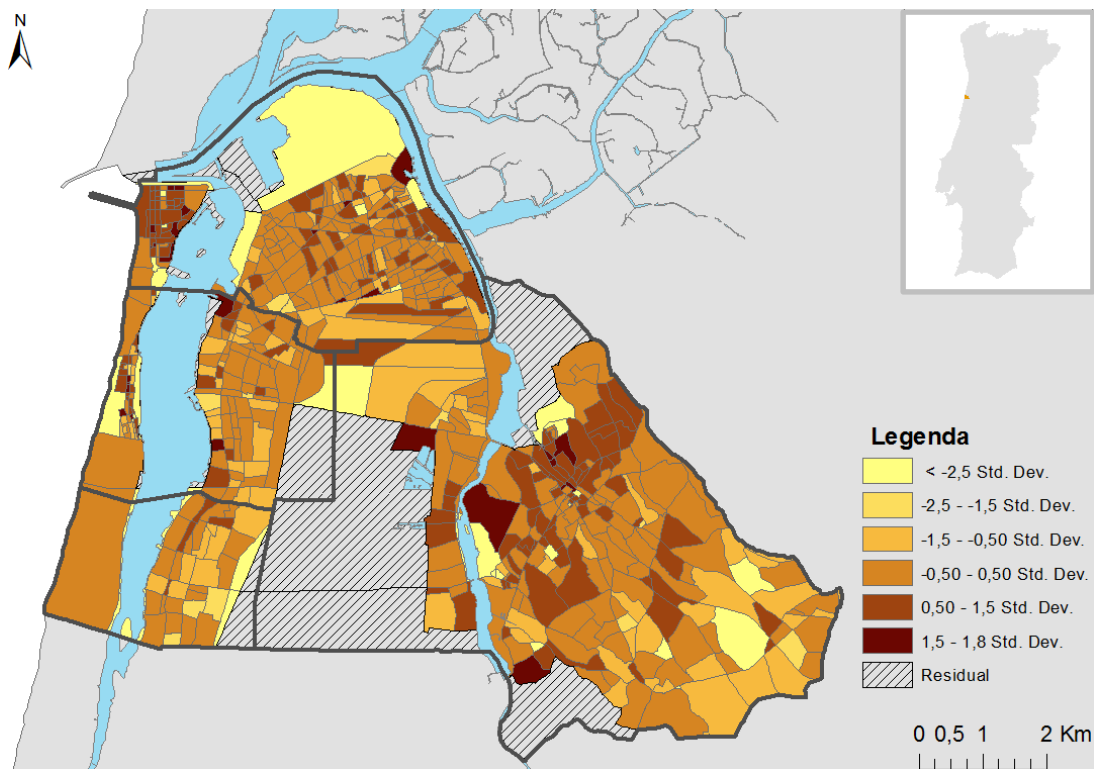 N
Legenda
< -2,5 Std. Dev.
-2,5 - -1,5 Std. Dev.
-1,5 - -0,50 Std. Dev.
-0,50 - 0,50 Std. Dev.
0,50 - 1,5 Std. Dev.
1,5 - 1,8 Std. Dev.
Residual
0 0,5 1 2 Km